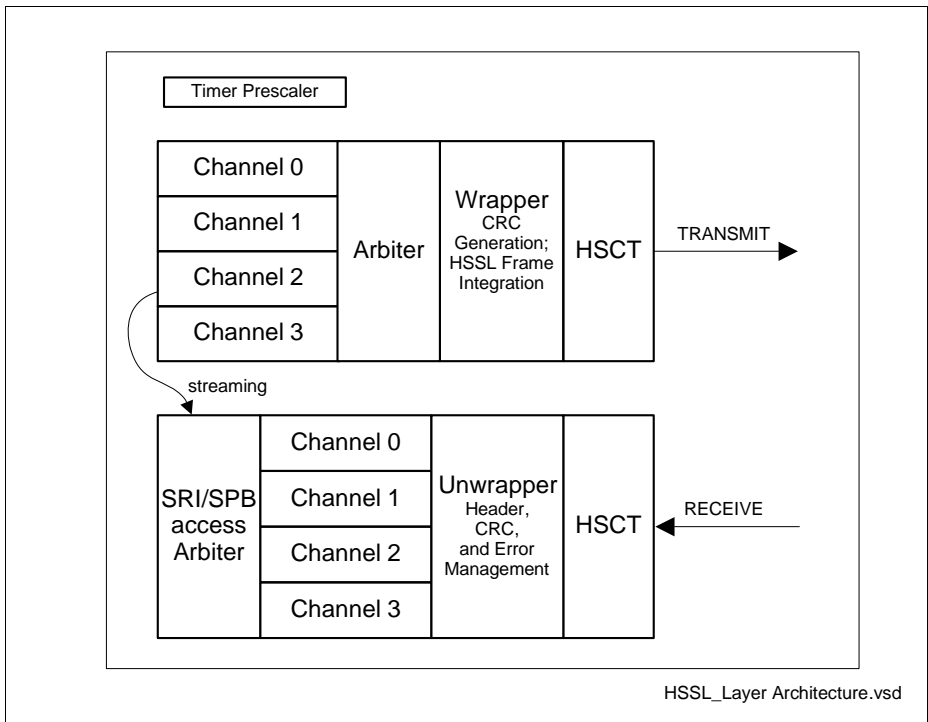 Timer Prescaler
Channel 0
Channel 1
Channel 2
Channel 3
Arbiter
Wrapper
CRC
Generation;
HSSL Frame
Integration
HSCT
TRANSMIT
streaming
SRI/SPB
access
Arbiter
Channel 0
Channel 1
Channel 2
Channel 3
Unwrapper
Header,
CRC,
and Error
Management
HSCT
RECEIVE
HSSL_Layer Architecture.vsd